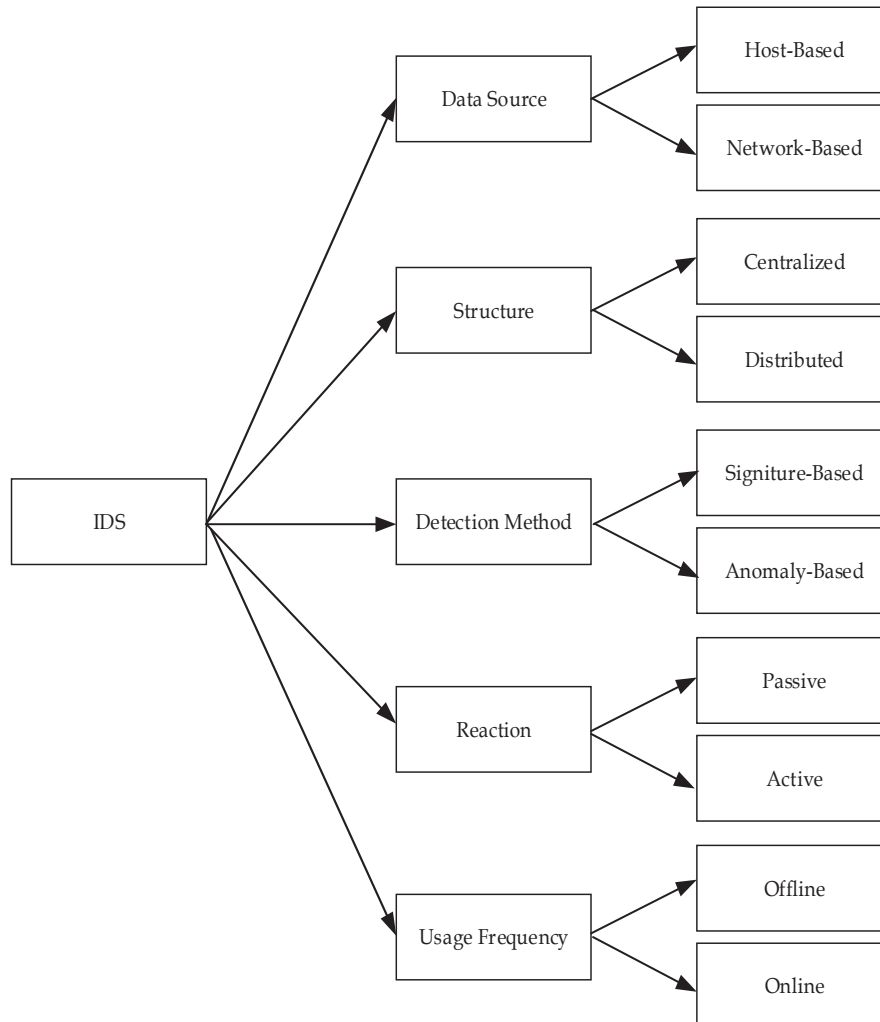 Host-Based
Data Source
Network-Based
Centralized
Structure
Distributed
Signiture-Based
IDS
Detection Method
Anomaly-Based
Passive
Reaction
Active
Offline
Usage Frequency
Online